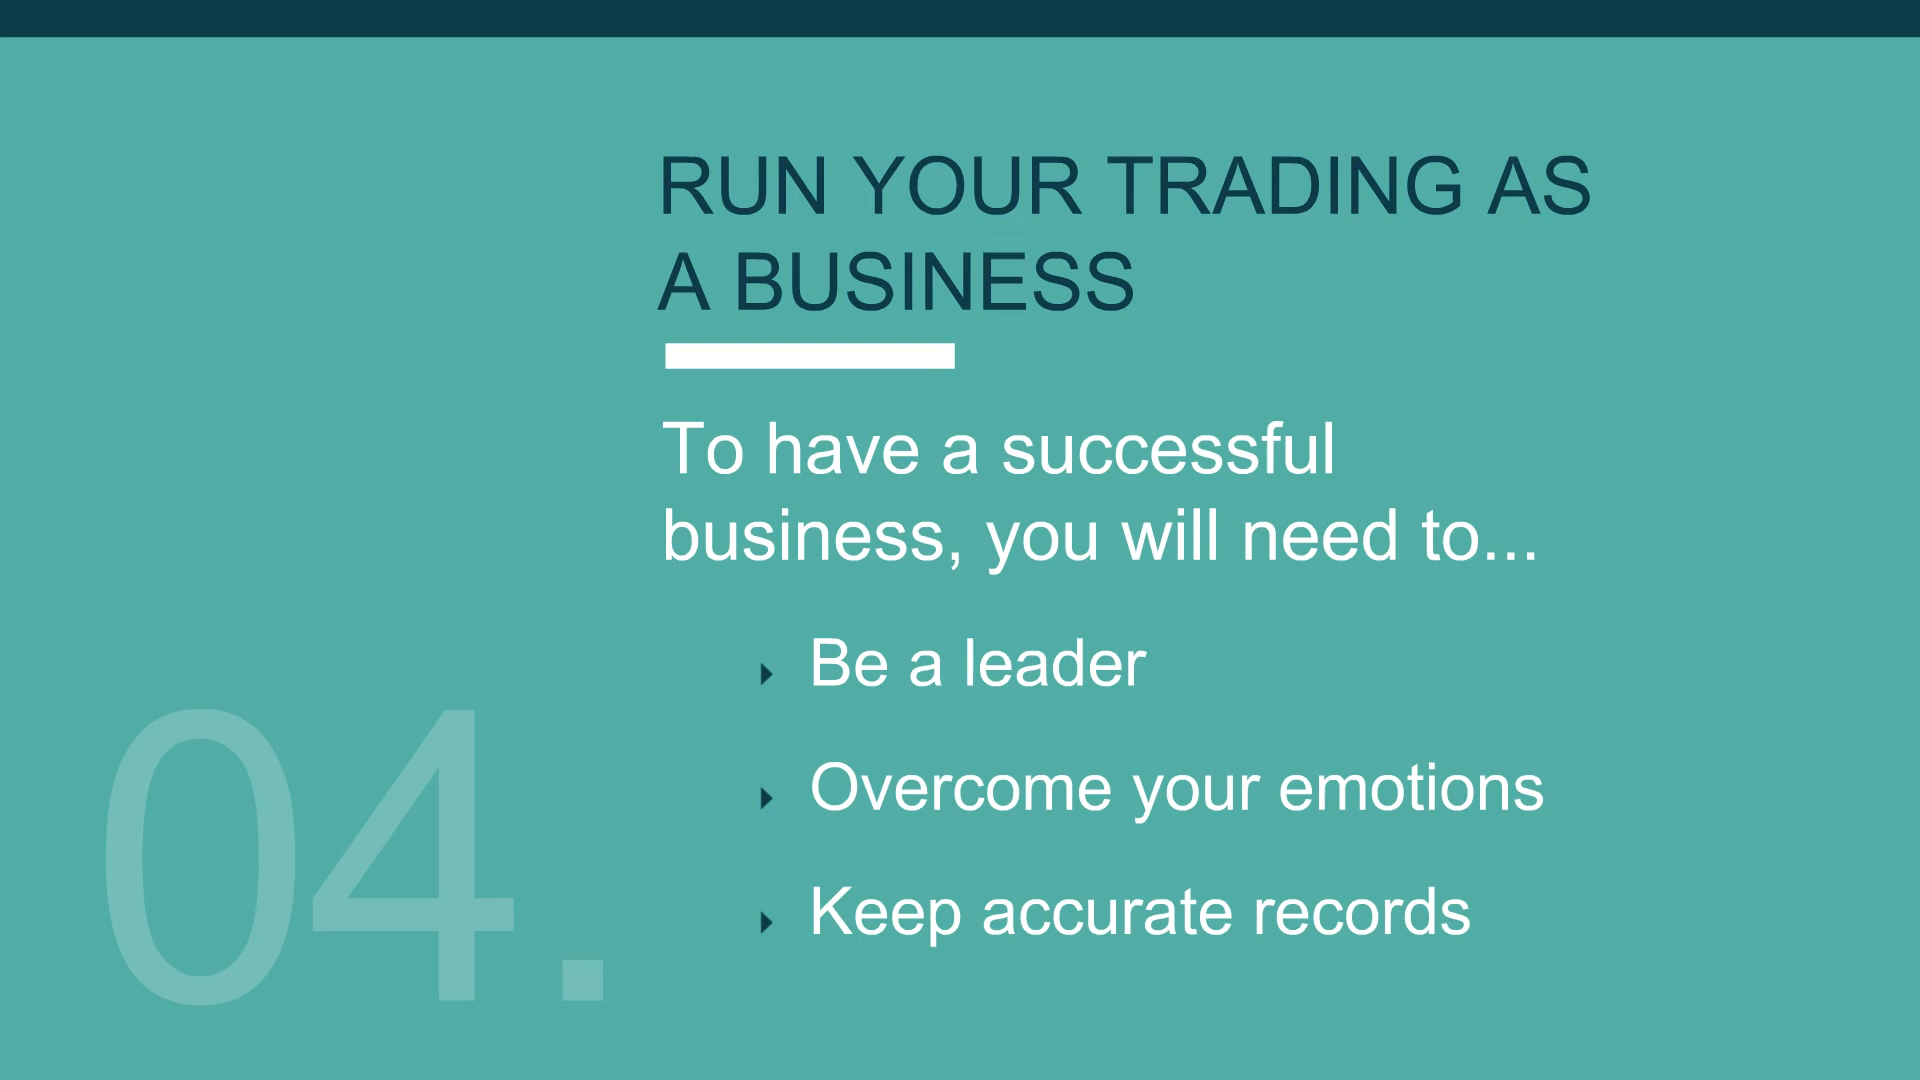 RUN YOUR TRADING AS
A BUSINESS
To have a successful
business, you will need to...
Be a leader
Overcome your emotions
Keep accurate records
04.